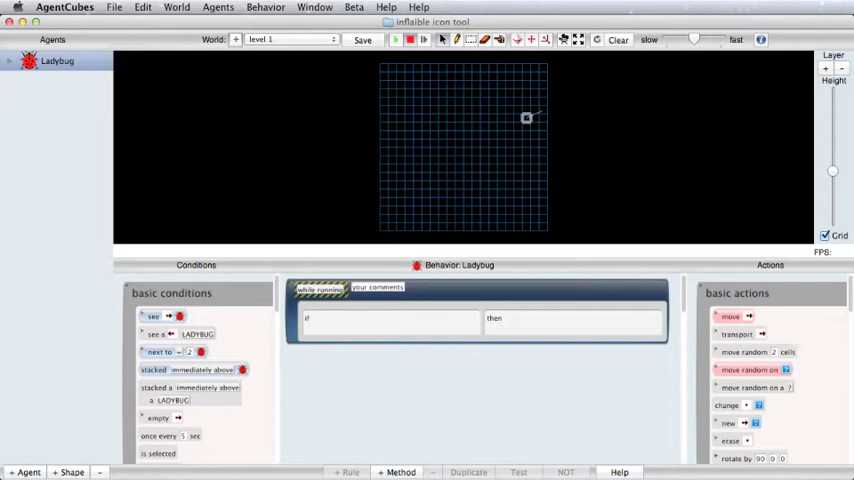 AgentCubes File Edit World Agents Behavior Window Beta Help Help
inflaible icon tool
Agents World: + level 1 Save Clear slow fast
Ladybug
Layer
+ -
Height
Grid
FPS:
Conditions Behavior: Ladybug Actions
basic conditions
see
see a LADYBUG
next to = 2
stacked immediately above
stacked a immediately above
a LADYBUG
empty
once every 5 sec
is selected
while running your comments
if then
basic actions
move
transport
move random 2 cells
move random on ?
move random on a ?
change ?
new ?
erase
rotate by 90 0 0
+ Agent + Shape - + Rule + Method - Duplicate Test NOT Help